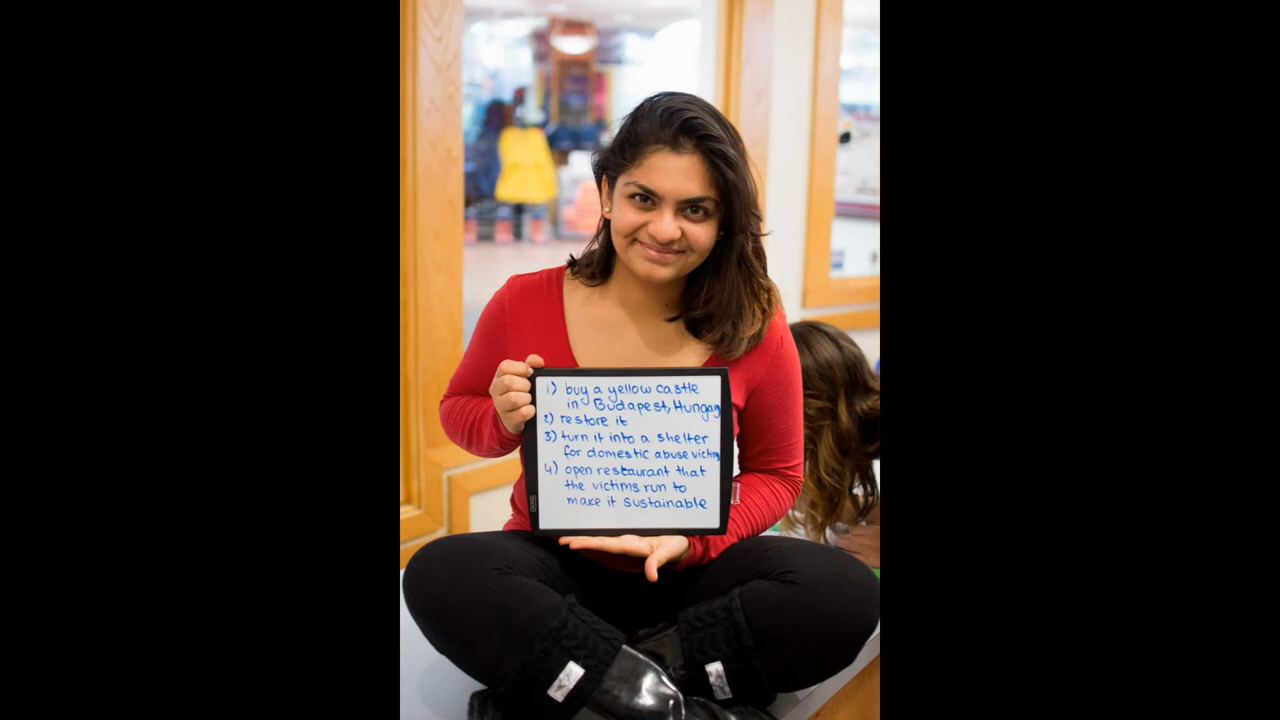 1) buy a yellow castle
in Budapest, Hungary
2) restore it
3) turn it into a shelter
for domestic abuse victims
4) open restaurant that
the victims run to
make it sustainable